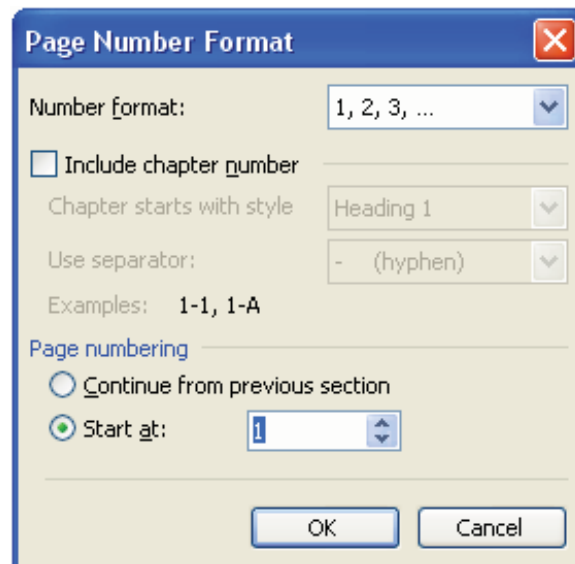 Page Number Format
Number format: 1, 2, 3, ...
Include chapter number
Chapter starts with style Heading 1
Use separator: - (hyphen)
Examples: 1-1, 1-A
Page numbering
Continue from previous section
Start at: 1
OK Cancel